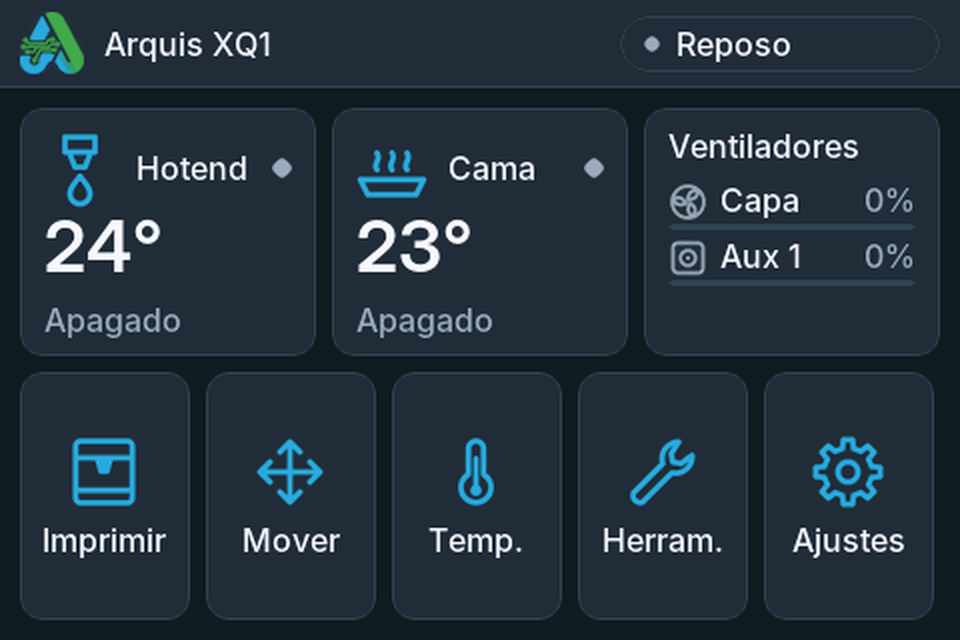 Arquis XQ1
Reposo
Hotend
24°
Apagado
Cama
23°
Apagado
Ventiladores
Capa 0%
Aux 1 0%
Imprimir
Mover
Temp.
Herram.
Ajustes